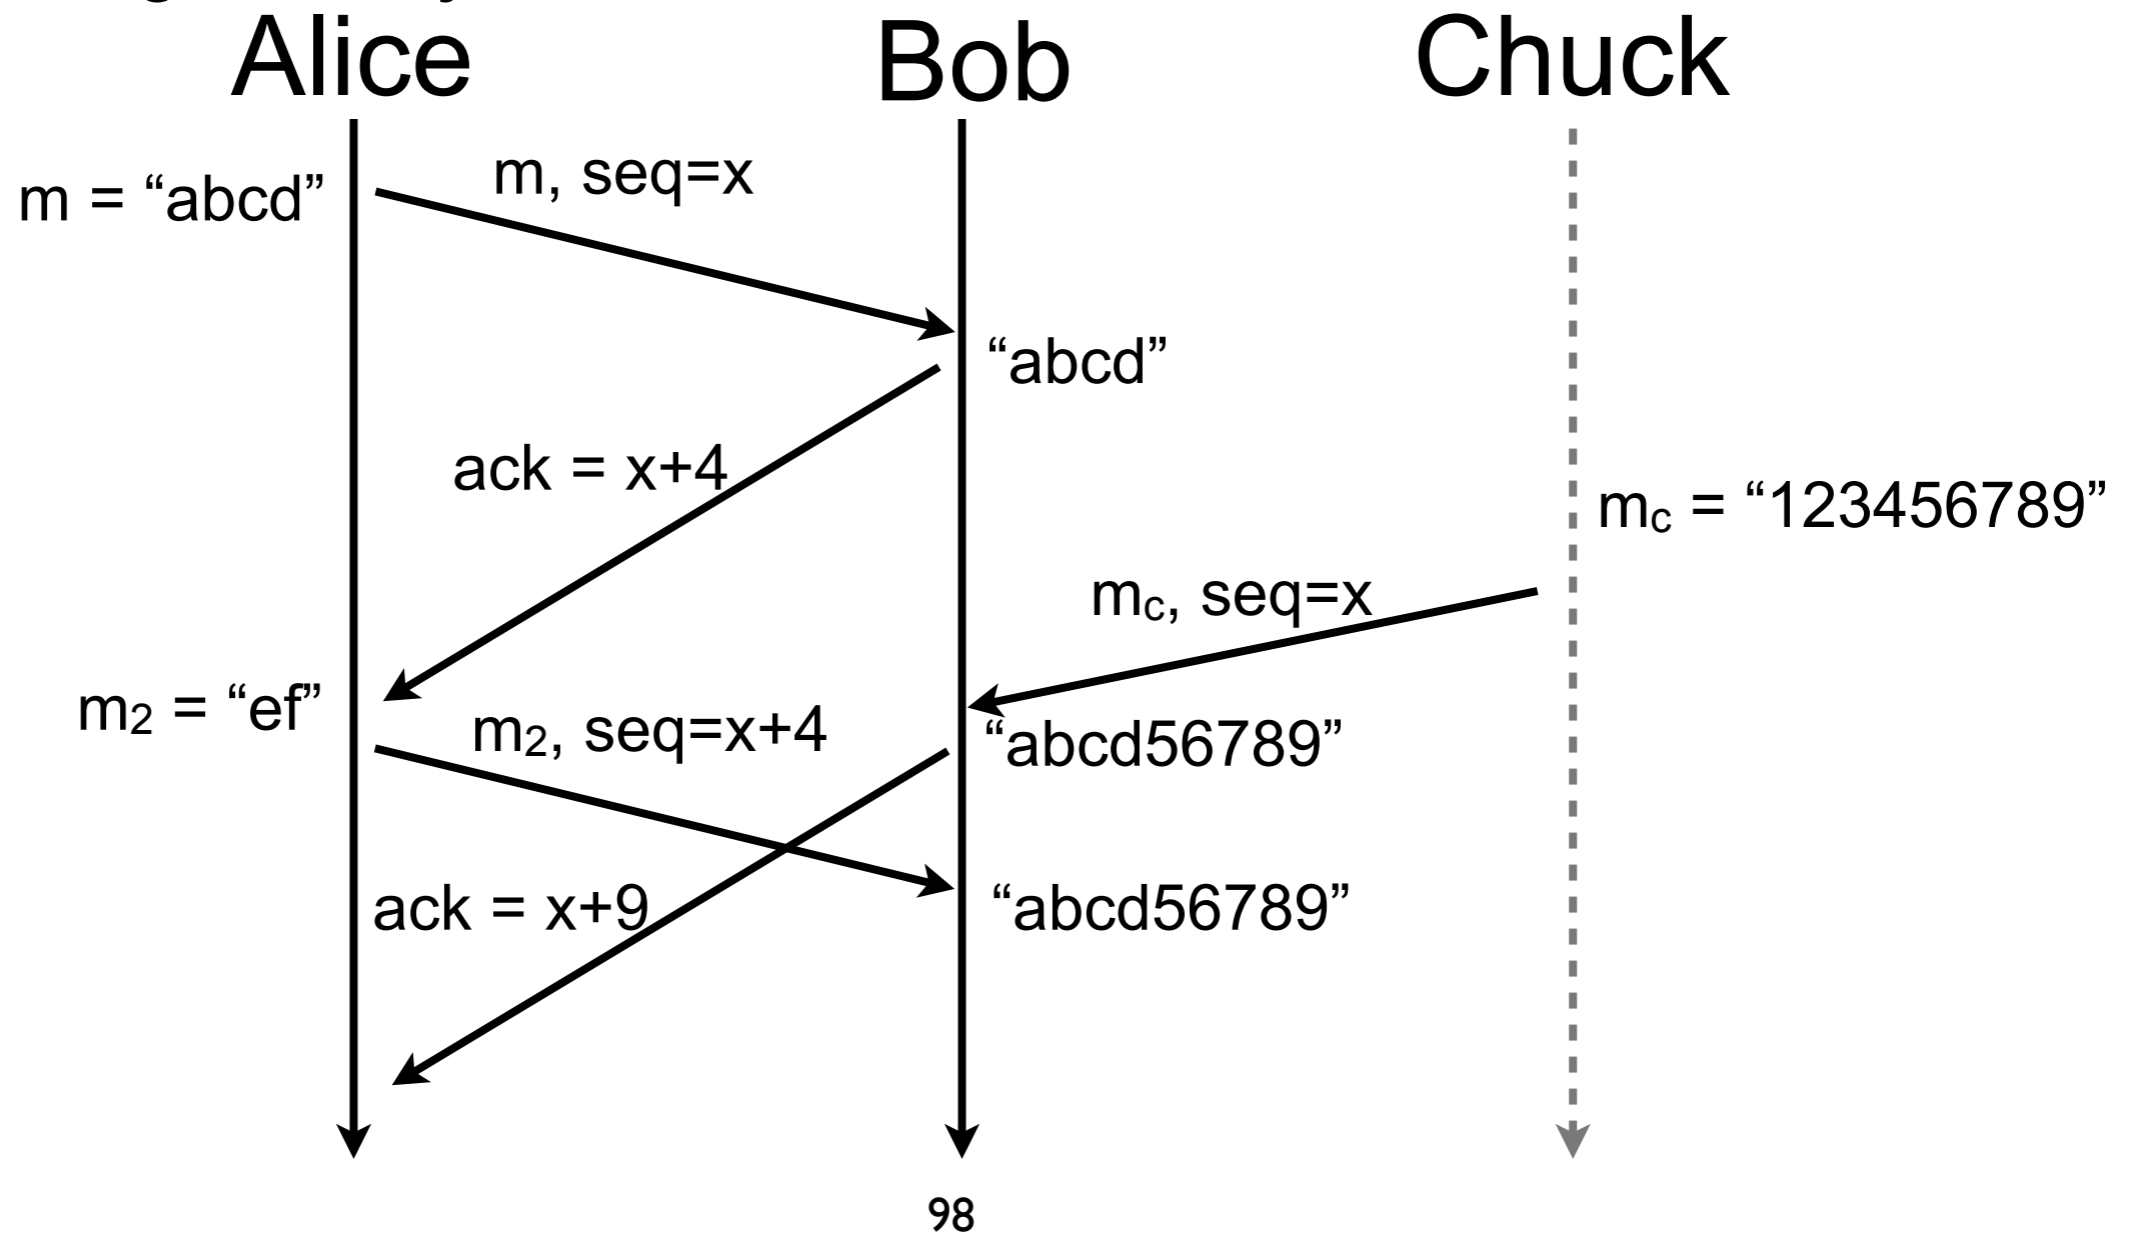 Alice Bob Chuck
m = “abcd”
m, seq=x
“abcd”
ack = x+4
mc = “123456789”
mc, seq=x
m2 = “ef”
m2, seq=x+4
“abcd56789”
ack = x+9
“abcd56789”
98